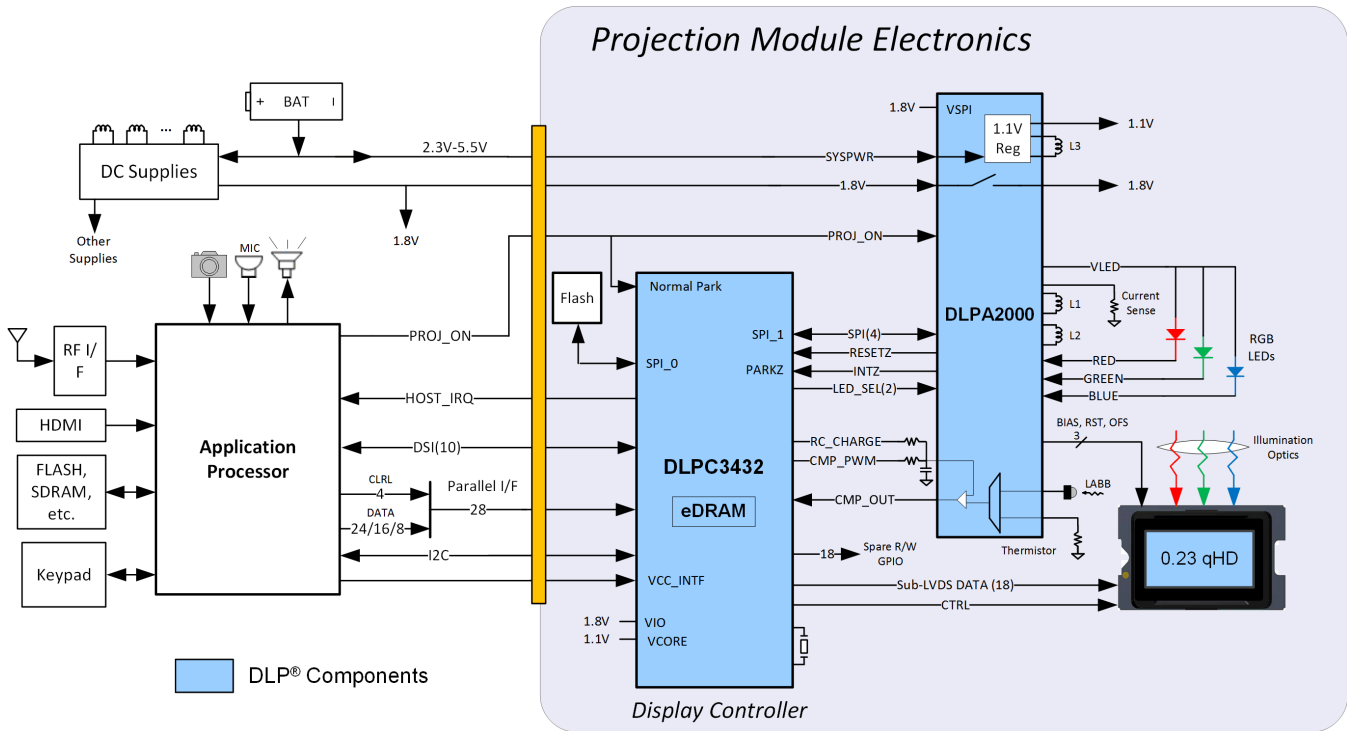 Projection Module Electronics
+ BAT I
...
DC Supplies
2.3V-5.5V
SYSPWR
1.8V
VSPI
1.1V
Reg
1.1V
L3
1.8V
1.8V
1.8V
Other
Supplies
MIC
PROJ_ON
PROJ_ON
Normal Park
Flash
SPI_0
SPI_1
PARKZ
SPI(4)
RESETZ
INTZ
LED_SEL(2)
DLPA2000
VLED
L1
L2
Current
Sense
RED
GREEN
BLUE
RGB
LEDs
RF I/
F
HDMI
FLASH,
SDRAM,
etc.
Keypad
Application
Processor
HOST_IRQ
DSI(10)
CLRL
4
DATA
24/16/8
Parallel I/F
28
I2C
DLPC3432
eDRAM
RC_CHARGE
CMP_PWM
CMP_OUT
BIAS, RST, OFS
3
Illumination
Optics
LABB
Thermistor
18
Spare R/W
GPIO
0.23 qHD
Sub-LVDS DATA (18)
CTRL
VCC_INTF
1.8V
VIO
1.1V
VCORE
DLP® Components
Display Controller